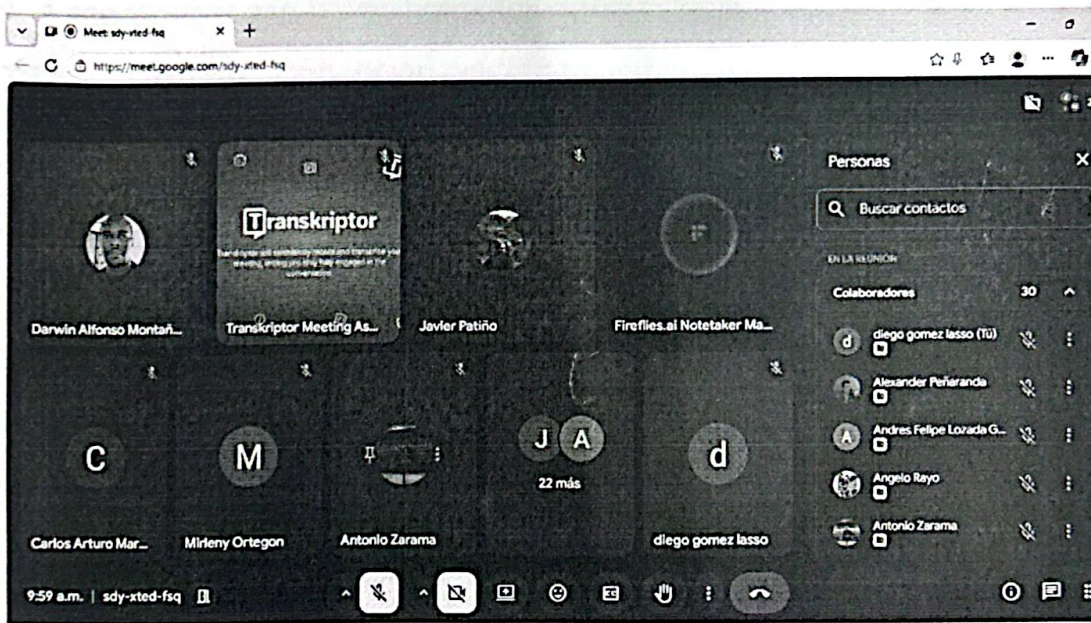 Meet: sdy-xted-fsq
https://meet.google.com/sdy-xted-fsq
Transkriptor
Darwin Alfonso Montañ...
Transkriptor Meeting As...
Javier Patiño
Fireflies.ai Notetaker Ma...
C
M
J A
22 más
d
Carlos Arturo Mar...
Mirleny Ortegon
Antonio Zarama
diego gomez lasso
Personas
Buscar contactos
EN LA REUNIÓN
Colaboradores 30
d diego gomez lasso (Tú)
Alexander Peñaranda
A Andres Felipe Lozada G...
Angelo Rayo
Antonio Zarama
9:59 a.m. | sdy-xted-fsq